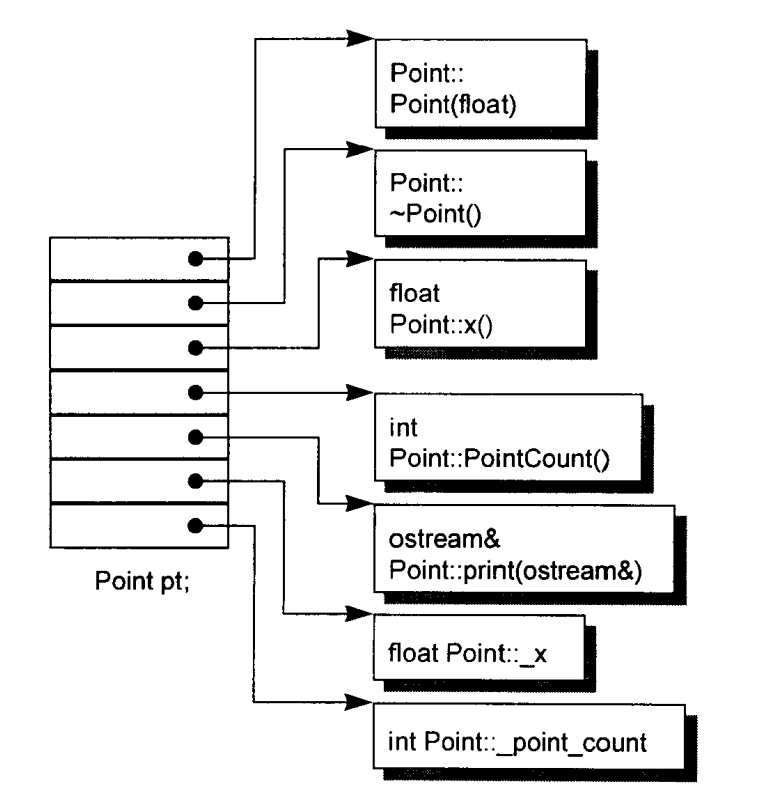 Point::
Point(float)
Point::
~Point()
float
Point::x()
int
Point::PointCount()
ostream&
Point::print(ostream&)
Point pt;
float Point::_x
int Point::_point_count